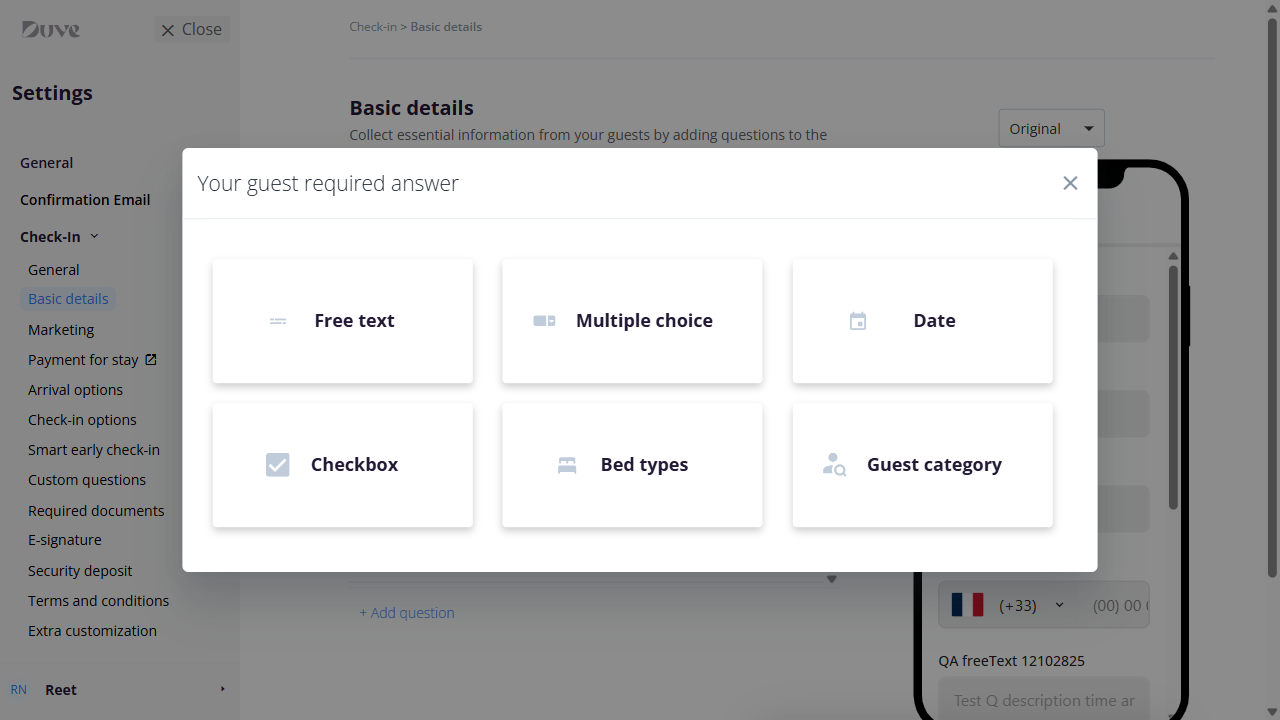 Duve
Close
Settings
General
Confirmation Email
Check-In
General
Basic details
Marketing
Payment for stay
Arrival options
Check-in options
Smart early check-in
Custom questions
Required documents
E-signature
Security deposit
Terms and conditions
Extra customization
RN
Reet
Check-in > Basic details
Basic details
Collect essential information from your guests by adding questions to the
Original
Your guest required answer
Free text
Multiple choice
Date
Checkbox
Bed types
Guest category
+ Add question
(+33)
(00) 00 (
QA freeText 12102825
Test Q description time ar